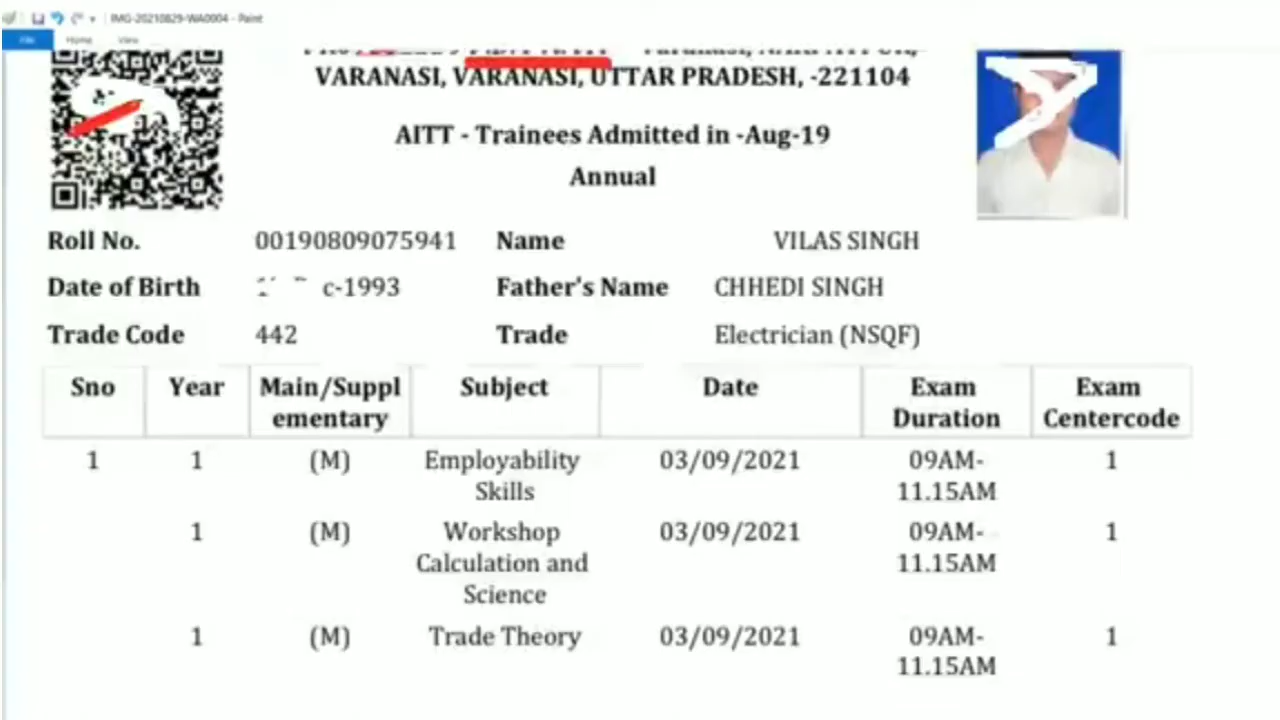 IMG-20210829-WA0004 - Paint
File Home View
VARANASI, VARANASI, UTTAR PRADESH, -221104
AITT - Trainees Admitted in -Aug-19
Annual
Roll No. 00190809075941 Name VILAS SINGH
Date of Birth c-1993 Father's Name CHHEDI SINGH
Trade Code 442 Trade Electrician (NSQF)
Sno Year Main/Suppl Subject Date Exam Exam
ementary Duration Centercode
1 1 (M) Employability 03/09/2021 09AM- 1
Skills 11.15AM
1 (M) Workshop 03/09/2021 09AM- 1
Calculation and 11.15AM
Science
1 (M) Trade Theory 03/09/2021 09AM- 1
11.15AM